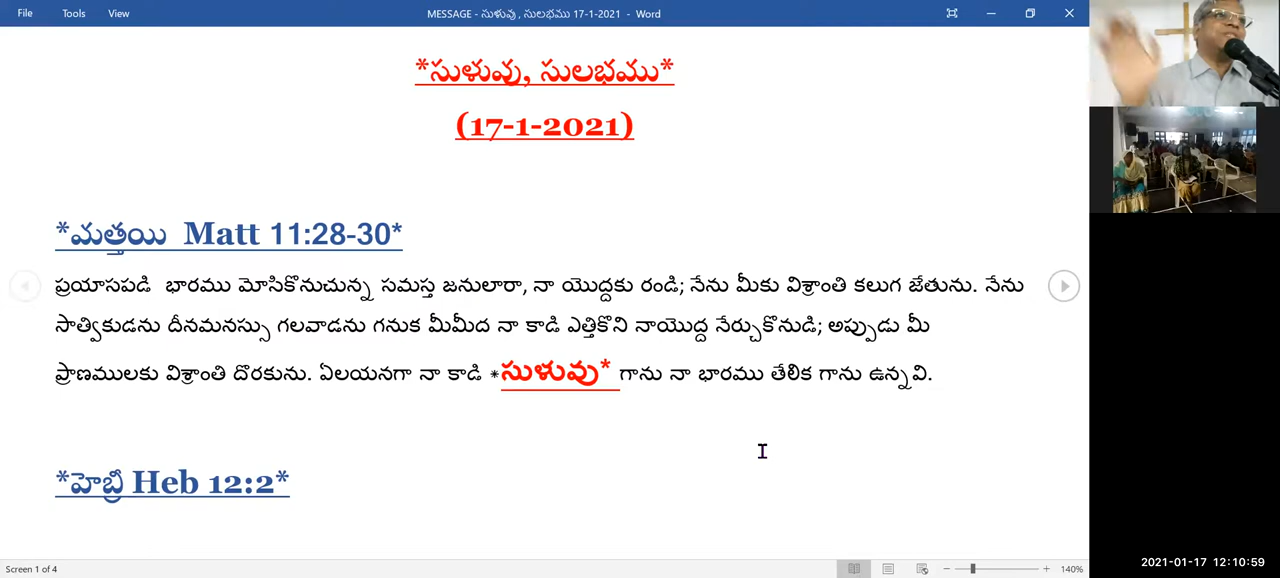 File Tools View MESSAGE - సుళువు , సులభము 17-1-2021 - Word
*సుళువు, సులభము*
(17-1-2021)
*మత్తయి Matt 11:28-30*
ప్రయాసపడి భారము మోసికొనుచున్న సమస్త జనులారా, నా యొద్దకు రండి; నేను మీకు విశ్రాంతి కలుగ జేతును. నేను
సాత్వికుడను దీనమనస్సు గలవాడను గనుక మీమీద నా కాడి ఎత్తికొని నాయొద్ద నేర్చుకొనుడి; అప్పుడు మీ
ప్రాణములకు విశ్రాంతి దొరకును. ఏలయనగా నా కాడి *సుళువు* గాను నా భారము తేలిక గాను ఉన్నవి.
*హెబ్రీ Heb 12:2*
Screen 1 of 4 140%
2021-01-17 12:10:59